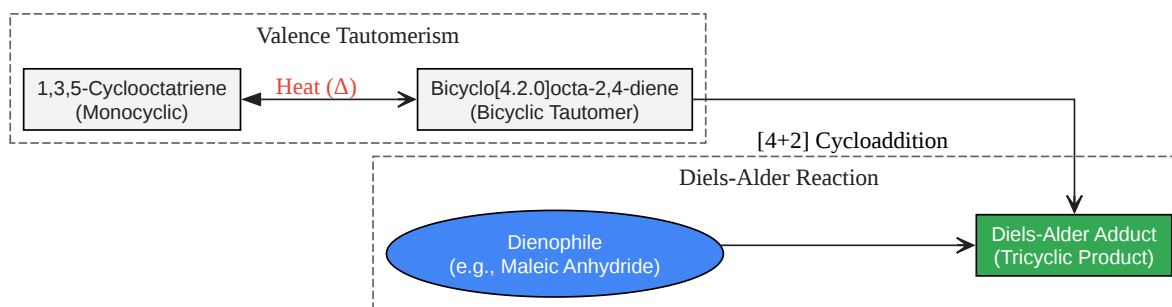 Valence Tautomerism
1,3,5-Cyclooctatriene
(Monocyclic)
Heat (Δ)
Bicyclo[4.2.0]octa-2,4-diene
(Bicyclic Tautomer)
[4+2] Cycloaddition
Diels-Alder Reaction
Dienophile
(e.g., Maleic Anhydride)
Diels-Alder Adduct
(Tricyclic Product)